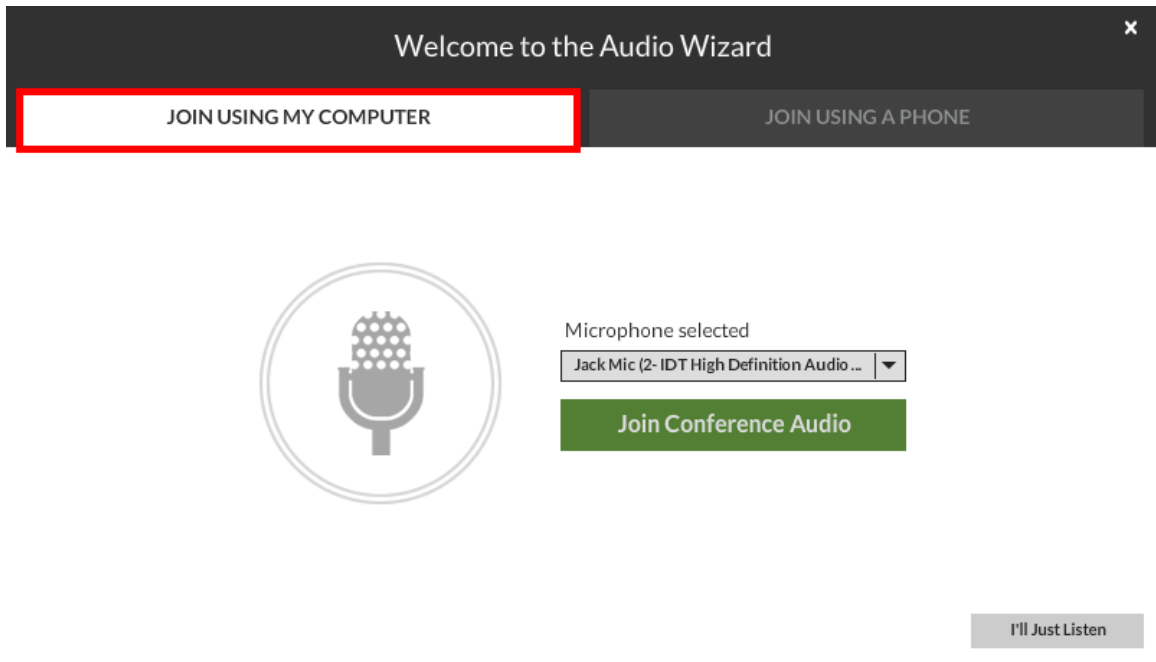 Welcome to the Audio Wizard
x
JOIN USING MY COMPUTER
JOIN USING A PHONE
Microphone selected
Jack Mic (2- IDT High Definition Audio ...
Join Conference Audio
I'll Just Listen